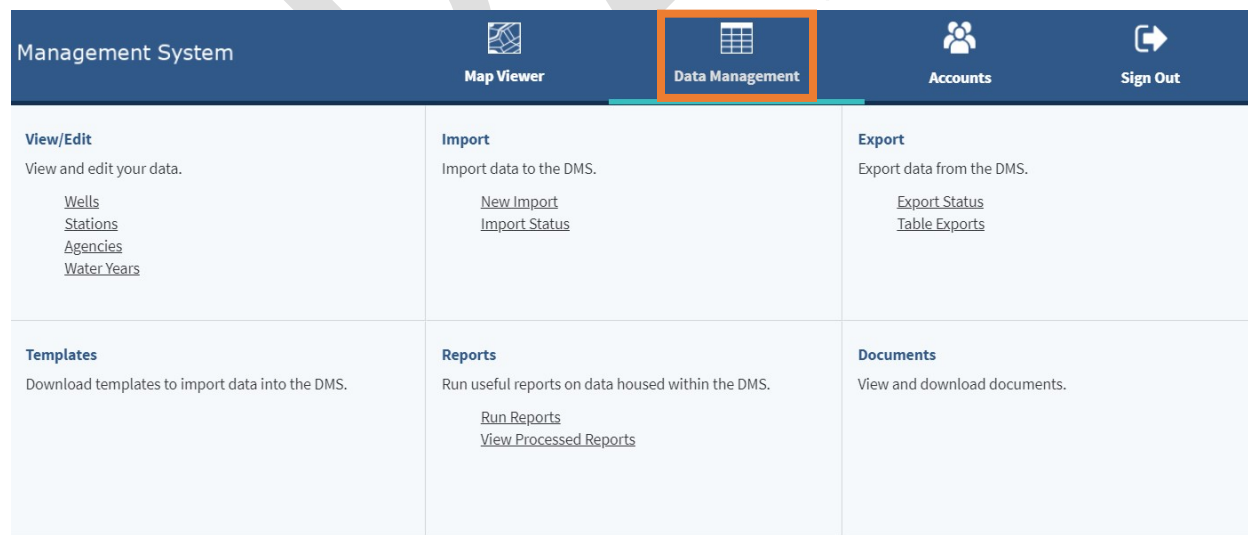 Management System
Map Viewer
Data Management
Accounts
Sign Out
View/Edit
View and edit your data.
Wells
Stations
Agencies
Water Years
Import
Import data to the DMS.
New Import
Import Status
Export
Export data from the DMS.
Export Status
Table Exports
Templates
Download templates to import data into the DMS.
Reports
Run useful reports on data housed within the DMS.
Run Reports
View Processed Reports
Documents
View and download documents.